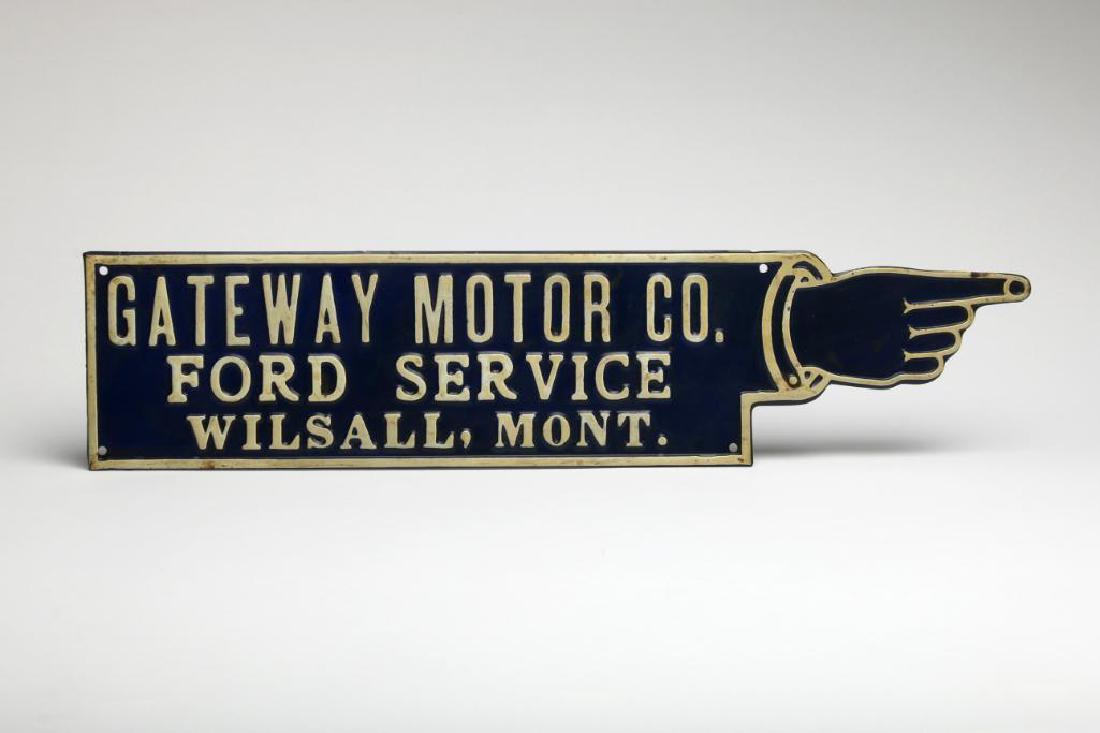 GATEWAY MOTOR CO.
FORD SERVICE
WILSALL, MONT.